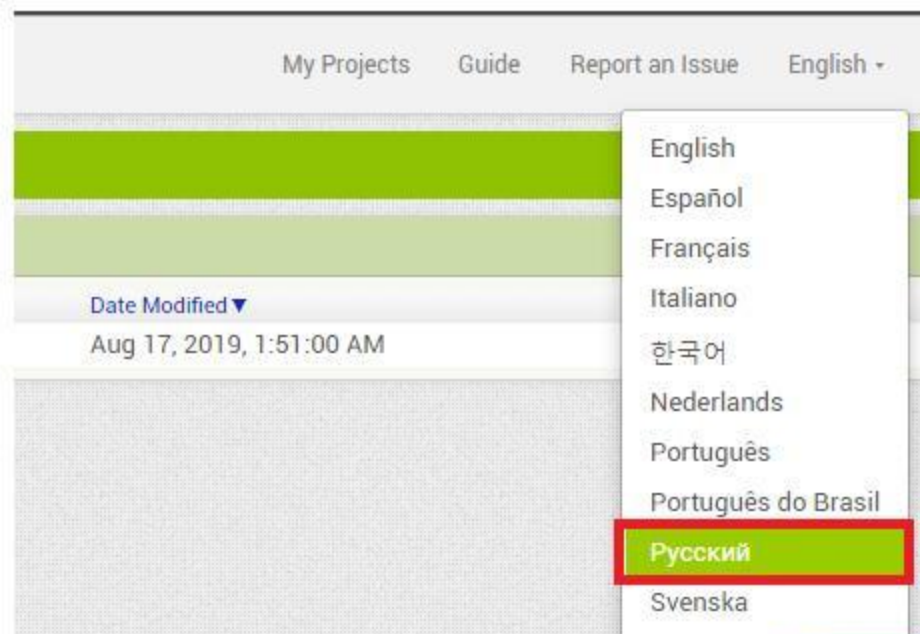 My Projects Guide Report an Issue English
English
Español
Français
Date Modified▼
Italiano
Aug 17, 2019, 1:51:00 AM
한국어
Nederlands
Português
Português do Brasil
Русский
Svenska